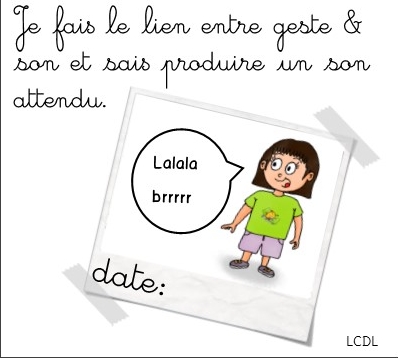 Je fais le lien entre geste &
son et sais produire un son
attendu.
Lalala
brrrrr
date:
LCDL